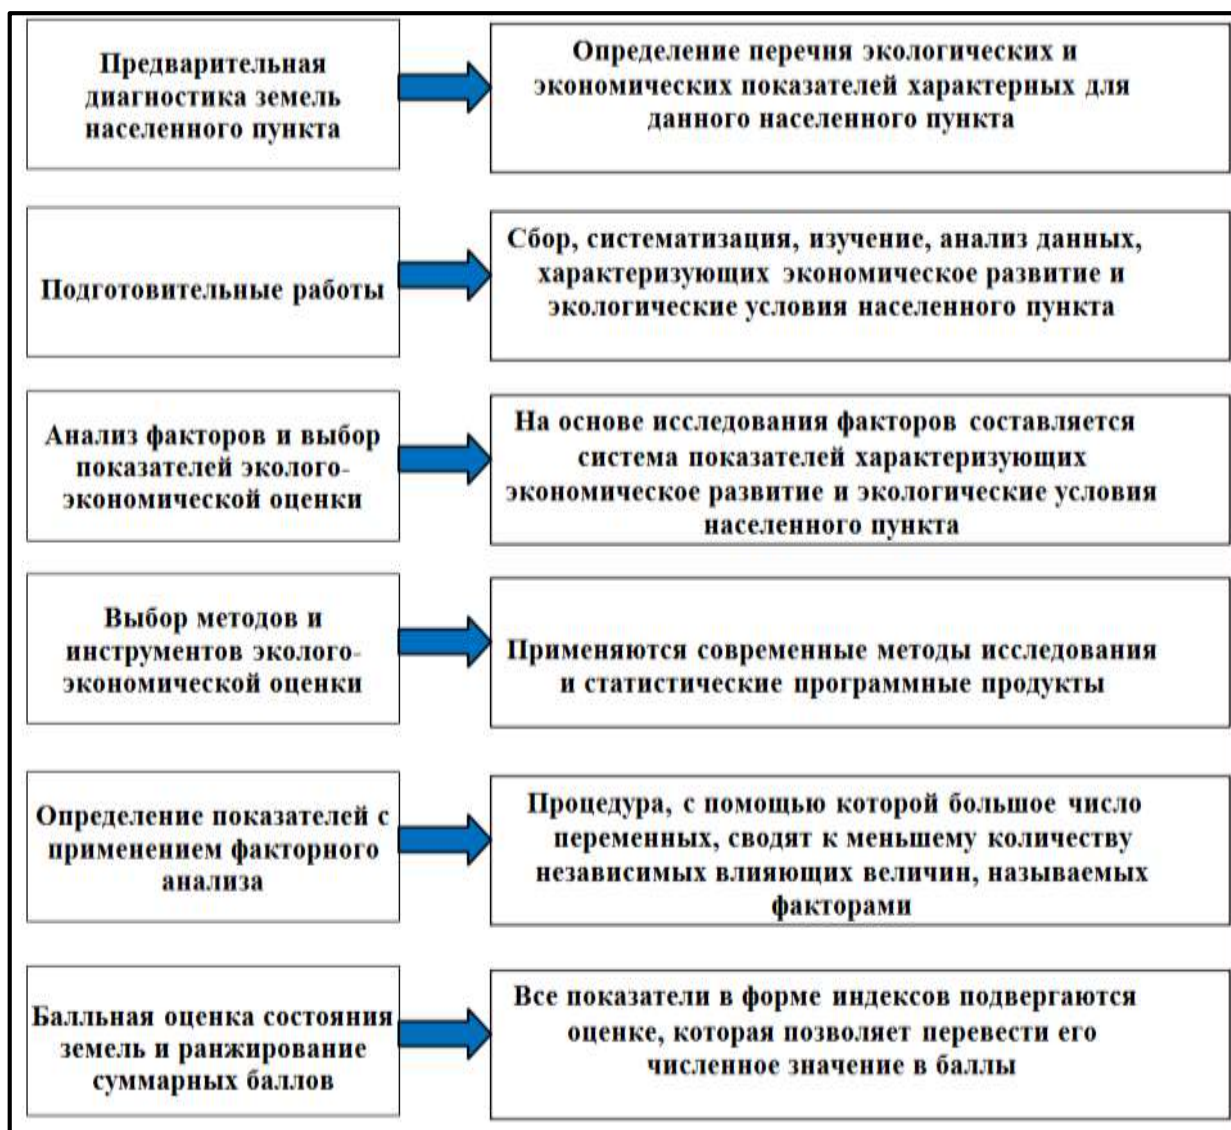 Предварительная
диагностика земель
населенного пункта
Определение перечня экологических и
экономических показателей характерных для
данного населенного пункта
Подготовительные работы
Сбор, систематизация, изучение, анализ данных,
характеризующих экономическое развитие и
экологические условия населенного пункта
Анализ факторов и выбор
показателей эколого-
экономической оценки
На основе исследования факторов составляется
система показателей характеризующих
экономическое развитие и экологические условия
населенного пункта
Выбор методов и
инструментов эколого-
экономической оценки
Применяются современные методы исследования
и статистические программные продукты
Определение показателей с
применением факторного
анализа
Процедура, с помощью которой большое число
переменных, сводят к меньшему количеству
независимых влияющих величин, называемых
факторами
Балльная оценка состояния
земель и ранжирование
суммарных баллов
Все показатели в форме индексов подвергаются
оценке, которая позволяет перевести его
численное значение в баллы